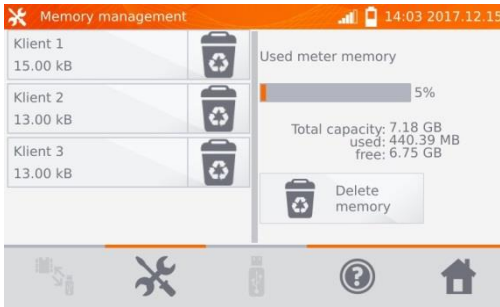 Memory management
14:03 2017.12.15
Klient 1
15.00 kB
Klient 2
13.00 kB
Klient 3
13.00 kB
Used meter memory
5%
Total capacity: 7.18 GB
used: 440.39 MB
free: 6.75 GB
Delete
memory